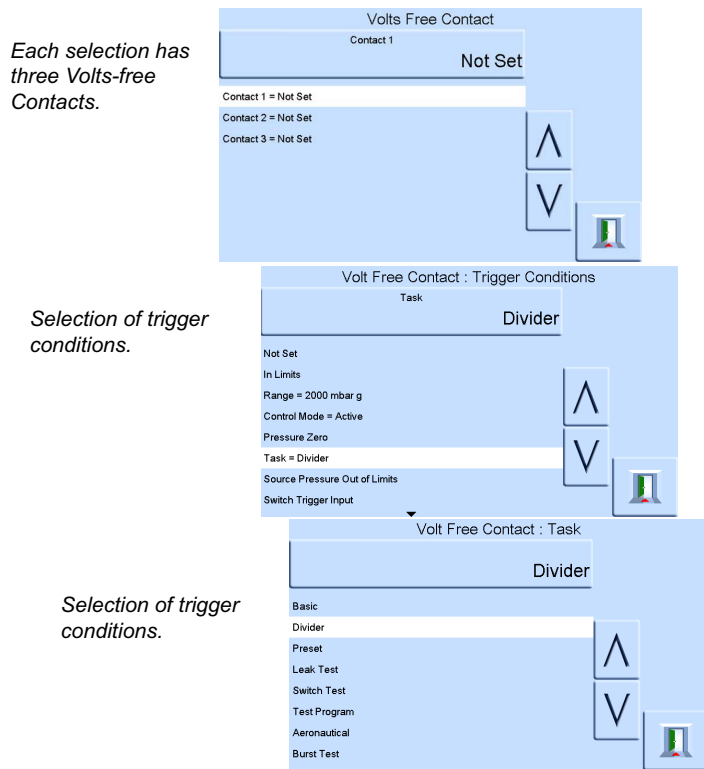 Each selection has
three Volts-free
Contacts.
Volts Free Contact
Contact 1
Not Set
Contact 1 = Not Set
Contact 2 = Not Set
Contact 3 = Not Set
Selection of trigger
conditions.
Volt Free Contact : Trigger Conditions
Task
Divider
Not Set
In Limits
Range = 2000 mbar g
Control Mode = Active
Pressure Zero
Task = Divider
Source Pressure Out of Limits
Switch Trigger Input
Selection of trigger
conditions.
Volt Free Contact : Task
Divider
Basic
Divider
Preset
Leak Test
Switch Test
Test Program
Aeronautical
Burst Test